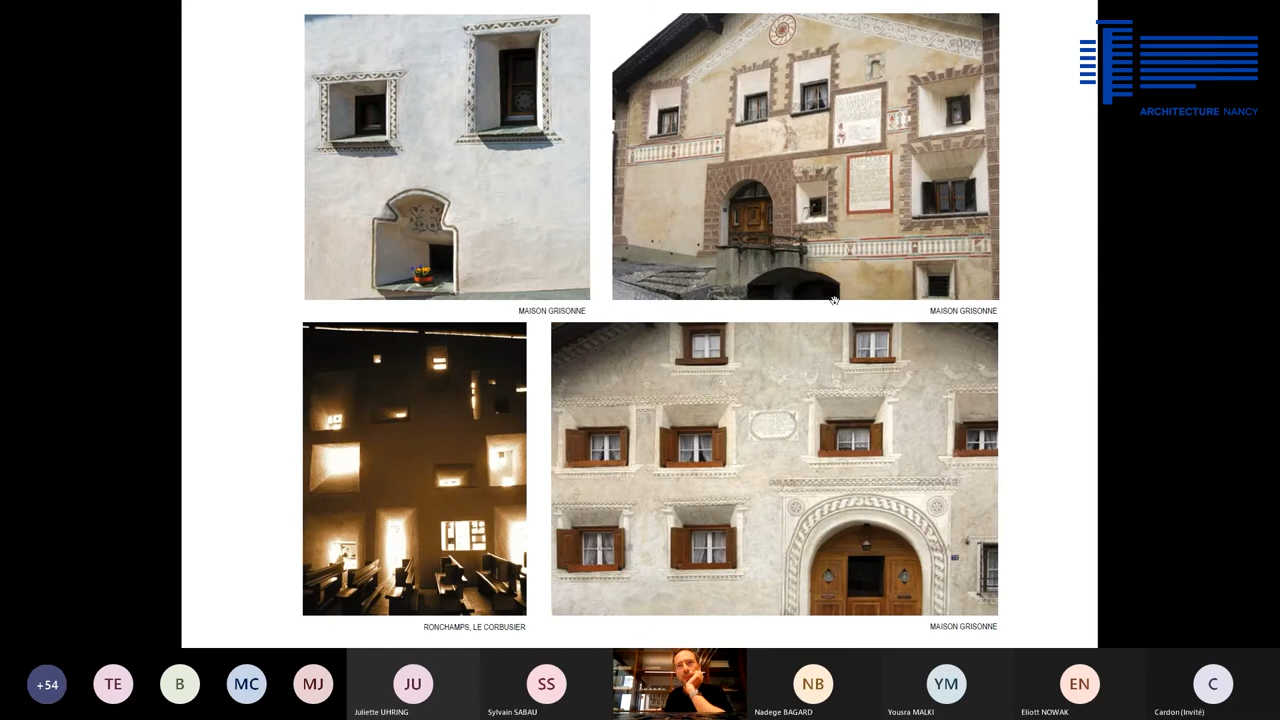 ARCHITECTURE NANCY
MAISON GRISONNE
MAISON GRISONNE
RONCHAMPS, LE CORBUSIER
MAISON GRISONNE
+54
TE
B
MC
MJ
JU
SS
NB
YM
EN
C
Juliette UHRING
Sylvain SABAU
Nadege BAGARD
Yousra MALKI
Eliott NOWAK
Cardon (Invité)